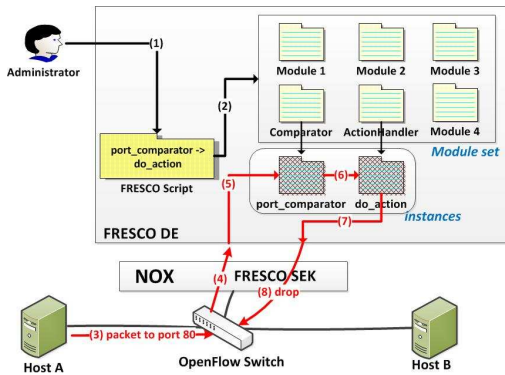 (1)
Administrator
Module 1
Module 2
Module 3
(2)
Comparator
ActionHandler
Module 4
Module set
port_comparator ->
do_action
FRESCO Script
(5)
(6)
port_comparator
do_action
instances
(7)
FRESCO DE
NOX
FRESCO SEK
(4)
(8) drop
(3) packet to port 80
Host A
OpenFlow Switch
Host B